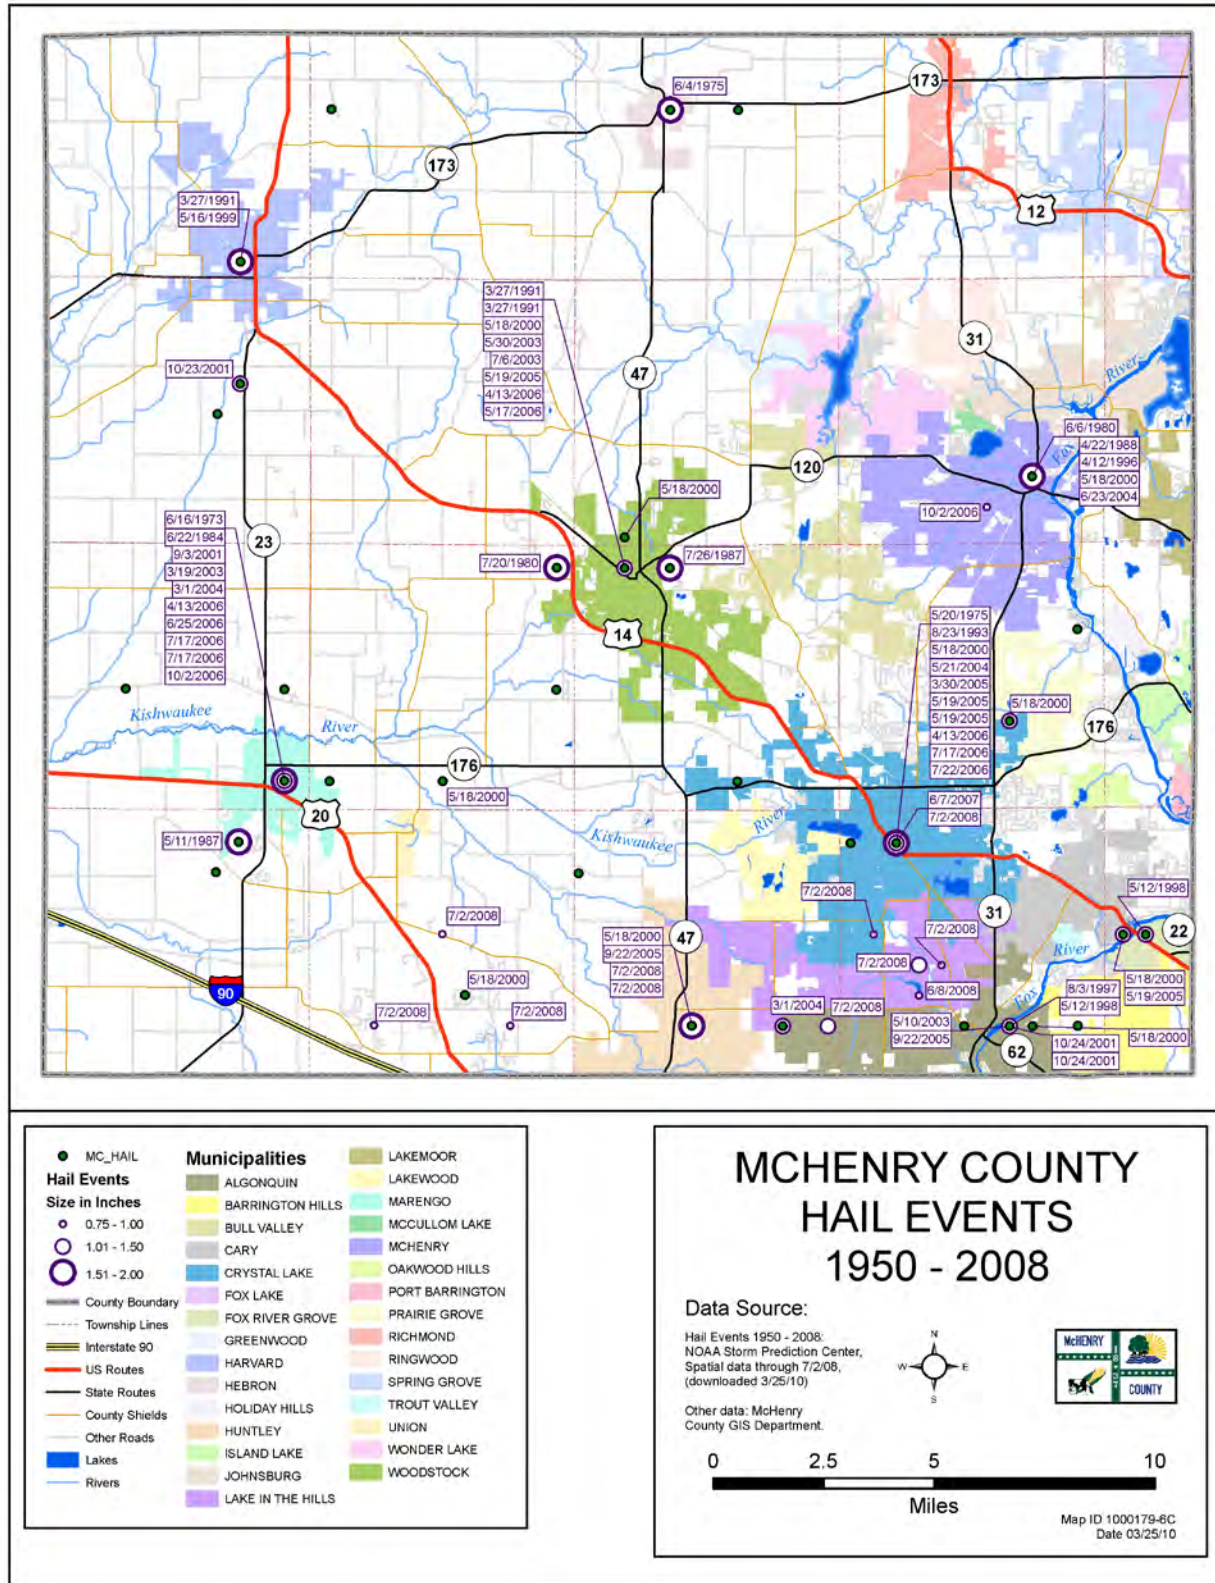 6/4/1975
173
173
12
3/27/1991
5/16/1999
3/27/1991
3/27/1991
5/18/2000
5/30/2003
7/6/2003
5/19/2005
4/13/2006
5/17/2006
31
River
10/23/2001
47
6/6/1980
4/22/1988
4/12/1996
5/18/2000
6/23/2004
Fox
120
5/18/2000
10/2/2006
6/16/1973
6/22/1984
9/3/2001
3/19/2003
3/1/2004
4/13/2006
6/25/2006
7/17/2006
7/17/2006
10/2/2006
23
7/20/1980
7/26/1987
14
5/20/1975
8/23/1993
5/18/2000
5/21/2004
3/30/2005
5/19/2005
5/19/2005
4/13/2006
7/17/2006
7/22/2006
5/18/2000
Kishwaukee
River
176
176
5/18/2000
20
6/7/2007
7/2/2008
River
Kishwaukee
5/11/1987
7/2/2008
5/12/1998
31
7/2/2008
7/2/2008
47
22
5/18/2000
9/22/2005
7/2/2008
7/2/2008
River
7/2/2008
5/18/2000
5/18/2000
5/19/2005
90
6/8/2008
8/3/1997
5/12/1998
Fox
7/2/2008
7/2/2008
3/1/2004
7/2/2008
5/10/2003
9/22/2005
10/24/2001
10/24/2001
5/18/2000
62
MC_HAIL
Hail Events
Size in Inches
0.75 - 1.00
1.01 - 1.50
1.51 - 2.00
County Boundary
Township Lines
Interstate 90
US Routes
State Routes
County Shields
Other Roads
Lakes
Rivers
Municipalities
ALGONQUIN
BARRINGTON HILLS
BULL VALLEY
CARY
CRYSTAL LAKE
FOX LAKE
FOX RIVER GROVE
GREENWOOD
HARVARD
HEBRON
HOLIDAY HILLS
HUNTLEY
ISLAND LAKE
JOHNSBURG
LAKE IN THE HILLS
LAKEMOOR
LAKEWOOD
MARENGO
MCCULLOM LAKE
MCHENRY
OAKWOOD HILLS
PORT BARRINGTON
PRAIRIE GROVE
RICHMOND
RINGWOOD
SPRING GROVE
TROUT VALLEY
UNION
WONDER LAKE
WOODSTOCK
MCHENRY COUNTY
HAIL EVENTS
1950 - 2008
Data Source:
Hail Events 1950 - 2008:
NOAA Storm Prediction Center,
Spatial data through 7/2/08,
(downloaded 3/25/10)
Other data: McHenry
County GIS Department.
N
W
E
S
McHENRY
COUNTY
0 2.5 5 10
Miles
Map ID 1000179-6C
Date 03/25/10